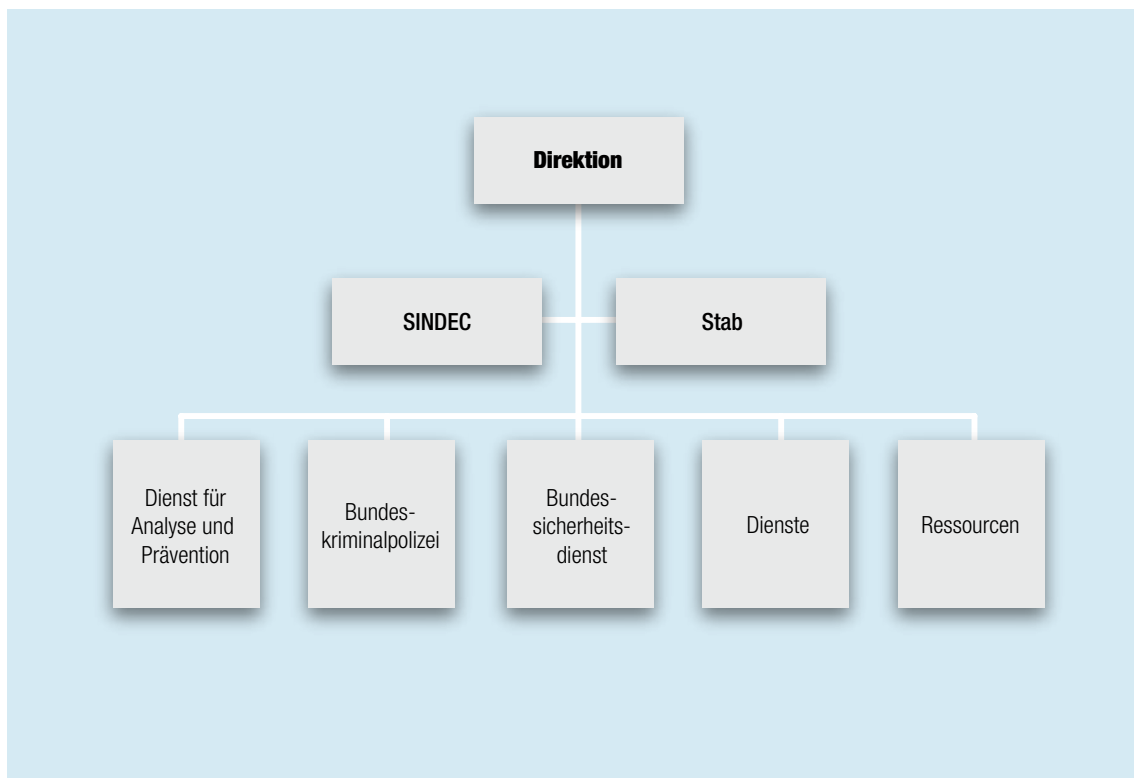 Direktion
SINDEC
Stab
Dienst für
Analyse und
Prävention
Bundes-
kriminalpolizei
Bundes-
sicherheits-
dienst
Dienste
Ressourcen